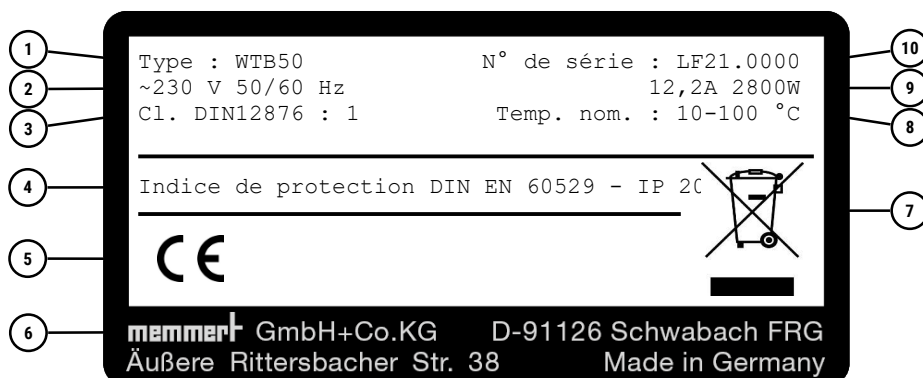 1 Type : WTB50 N° de série : LF21.0000 10
2 ~230 V 50/60 Hz 12,2A 2800W 9
3 Cl. DIN12876 : 1 Temp. nom. : 10-100 °C 8
4 Indice de protection DIN EN 60529 - IP 20
7
5 CE
6 memmert GmbH+Co.KG D-91126 Schwabach FRG
Äußere Rittersbacher Str. 38 Made in Germany